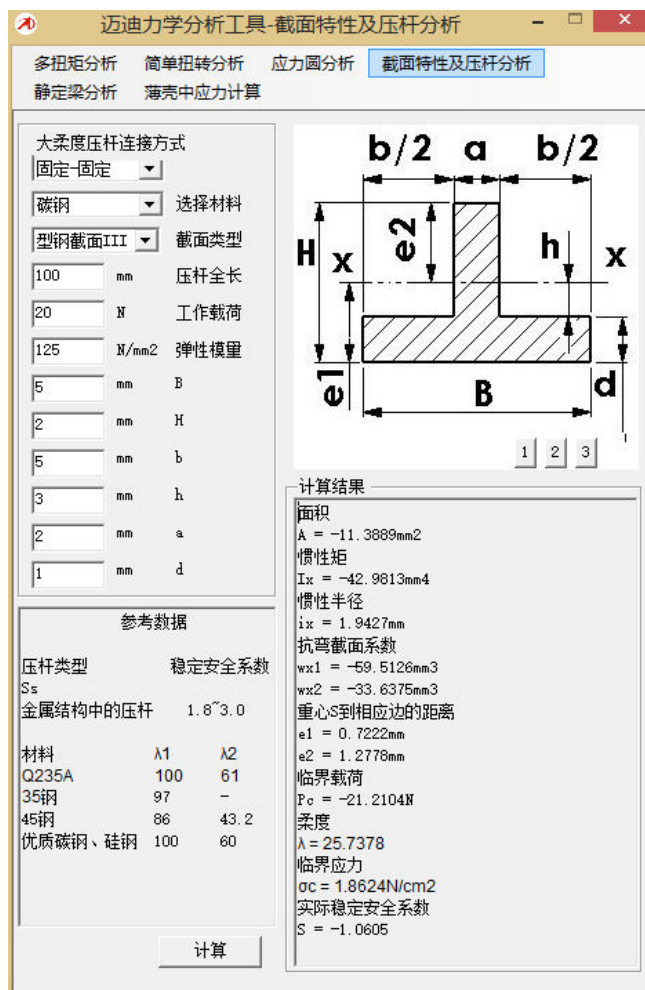 迈迪力学分析工具-截面特性及压杆分析
多扭矩分析 简单扭转分析 应力圆分析 截面特性及压杆分析
静定梁分析 薄壳中应力计算
大柔度压杆连接方式
固定-固定
碳钢 选择材料
型钢截面III 截面类型
100 mm 压杆全长
20 N 工作载荷
125 N/mm2 弹性模量
5 mm B
2 mm H
5 mm b
3 mm h
2 mm a
1 mm d
参考数据
压杆类型 稳定安全系数
Ss
金属结构中的压杆 1.8~3.0
材料 λ1 λ2
Q235A 100 61
35钢 97 -
45钢 86 43.2
优质碳钢、硅钢 100 60
计算
b/2 a b/2
H x e2 h x
e1 B d
1 2 3
计算结果
面积
A = -11.3889mm2
惯性矩
Ix = -42.9813mm4
惯性半径
ix = 1.9427mm
抗弯截面系数
wx1 = -59.5126mm3
wx2 = -33.6375mm3
重心S到相应边的距离
e1 = 0.7222mm
e2 = 1.2778mm
临界载荷
Pc = -21.2104N
柔度
λ = 25.7378
临界应力
σc = 1.8624N/cm2
实际稳定安全系数
S = -1.0605